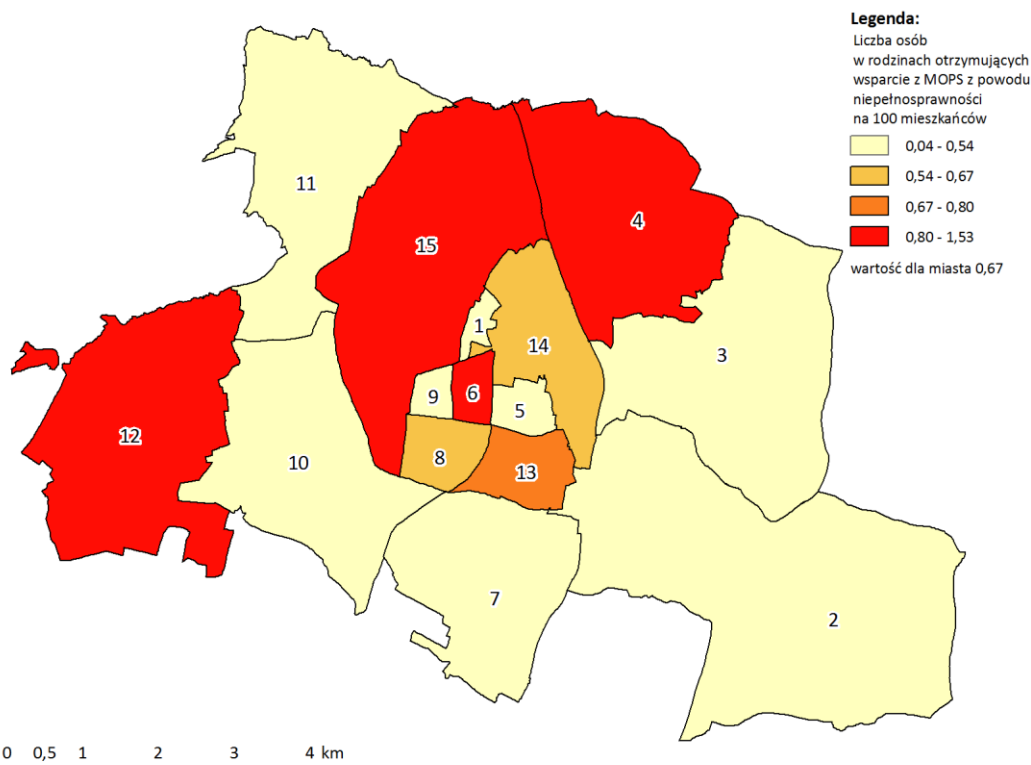 Legenda:
Liczba osób
w rodzinach otrzymujących
wsparcie z MOPS z powodu
niepełnosprawności
na 100 mieszkańców
0,04 - 0,54
0,54 - 0,67
0,67 - 0,80
0,80 - 1,53
wartość dla miasta 0,67
11
15
4
1
14
3
9
6
5
12
10
8
13
7
2
0 0,5 1 2 3 4 km